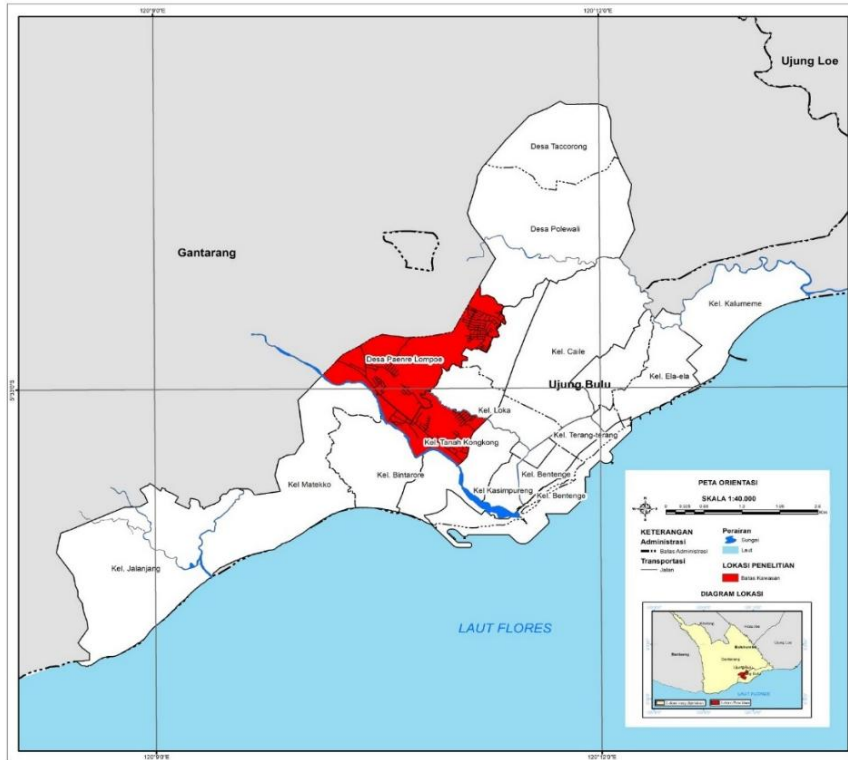 120°9'0"E
120°12'0"E
Ujung Loe
Desa Taccorong
Desa Polewali
Gantarang
Kel. Kalumeme
Kel. Caile
Desa Paenre Lompoe
Ujung Bulu
Kel. Ela-ela
Kel. Loka
Kel. Terang-terang
Kel. Tanah Kongkong
Kel. Bintarore
Kel. Bentenge
Kel Matekko
Kel Kasimpureng
Kel. Bentenge
Kel. Jalanjang
LAUT FLORES
PETA ORIENTASI
SKALA 1:40.000
KETERANGAN
Administrasi
Batas Administrasi
Transportasi
Jalan
Perairan
Sungai
Laut
LOKASI PENELITIAN
Batas Kawasan
DIAGRAM LOKASI
LAUT FLORES
120°9'0"E
120°12'0"E